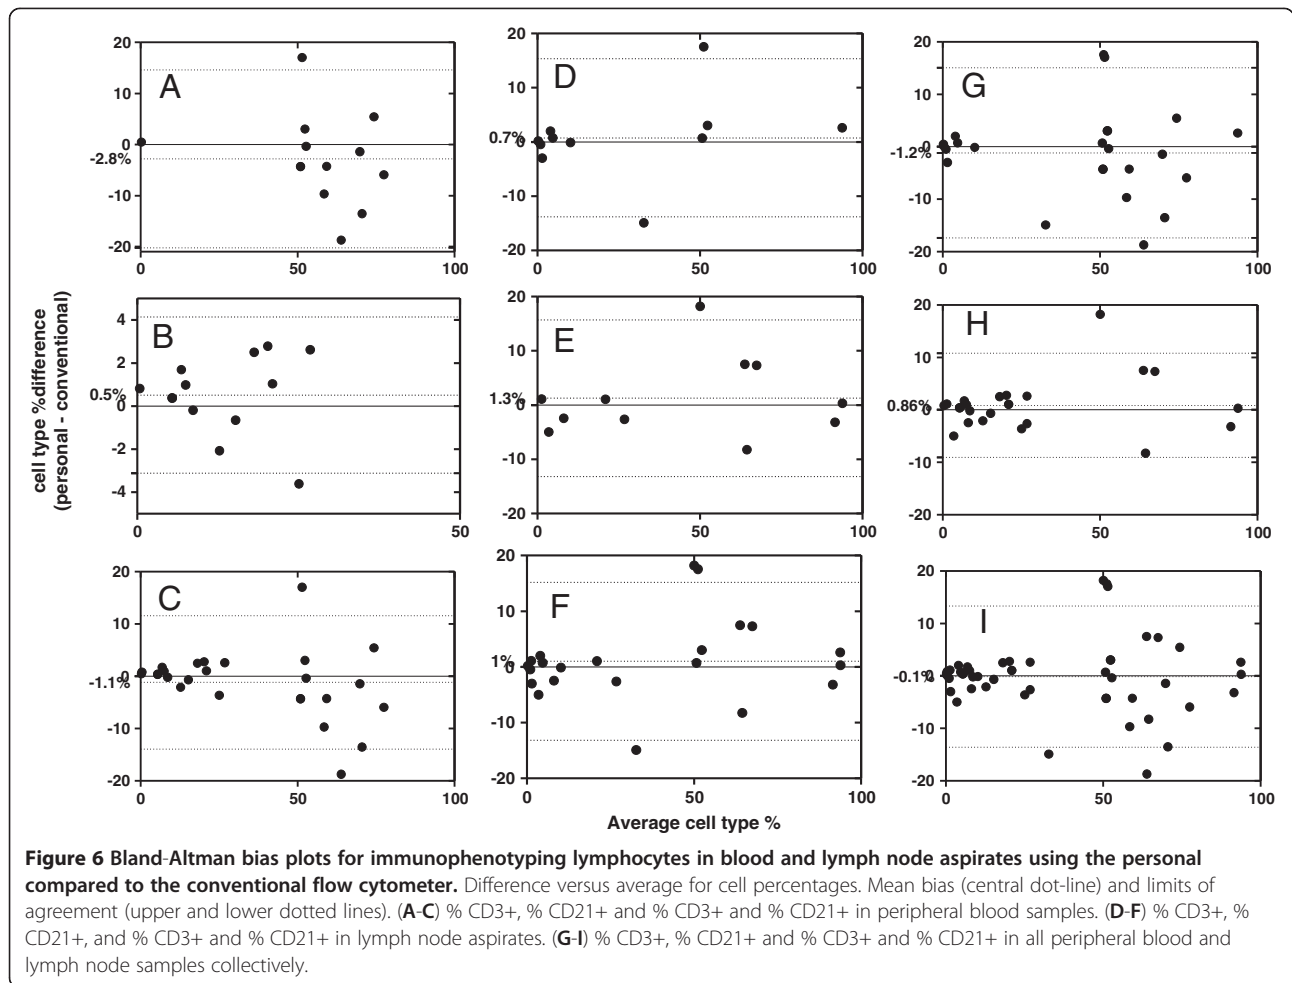 20
10
0
-2.8%
-10
-20
0 50 100
A
20
10
0.7%
0
-10
-20
0 50 100
D
20
10
0
-1.2%
-10
-20
0 50 100
G
cell type %difference
(personal - conventional)
4
2
0.5%
0
-2
-4
0 50
B
20
10
1.3%
0
-10
-20
0 50 100
E
20
10
0.86%
0
-10
-20
0 50 100
H
20
10
0
-1.1%
-10
-20
0 50 100
C
20
10
1%
0
-10
-20
0 50 100
F
20
10
-0.1%
0
-10
-20
0 50 100
I
Average cell type %
Figure 6 Bland-Altman bias plots for immunophenotyping lymphocytes in blood and lymph node aspirates using the personal
compared to the conventional flow cytometer. Difference versus average for cell percentages. Mean bias (central dot-line) and limits of
agreement (upper and lower dotted lines). (A-C) % CD3+, % CD21+ and % CD3+ and % CD21+ in peripheral blood samples. (D-F) % CD3+, %
CD21+, and % CD3+ and % CD21+ in lymph node aspirates. (G-I) % CD3+, % CD21+ and % CD3+ and % CD21+ in all peripheral blood and
lymph node samples collectively.